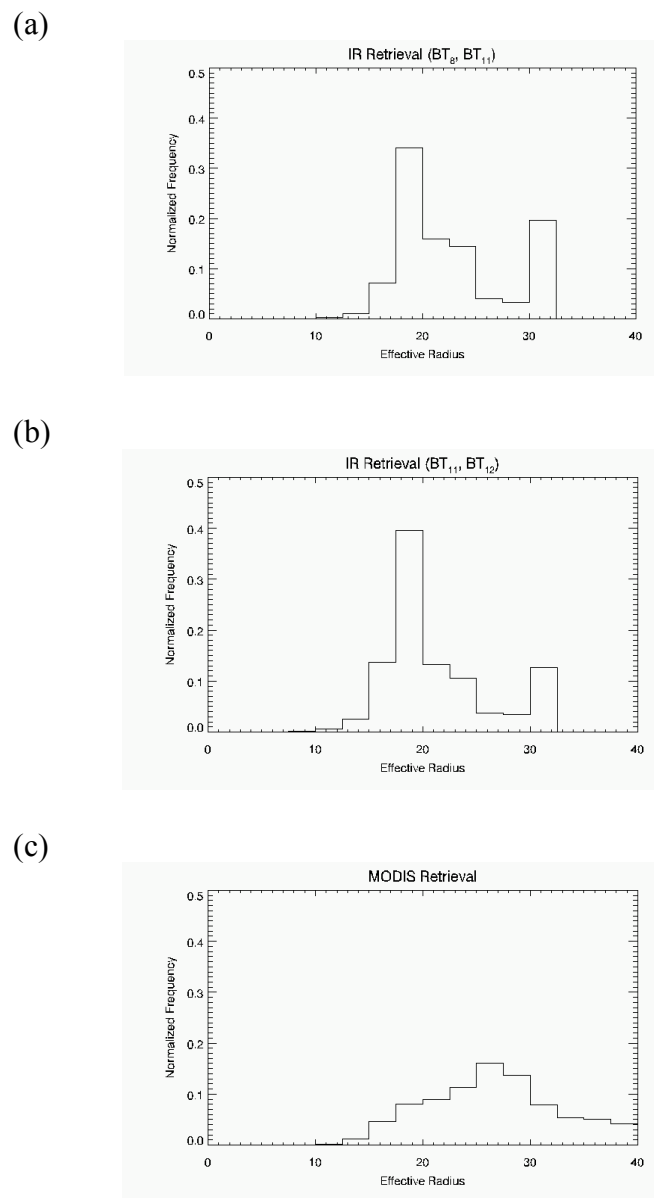 (a)
IR Retrieval (BT₈, BT₁₁)
0.5
0.4
0.3
0.2
0.1
0.0
Normalized Frequency
0 10 20 30 40
Effective Radius
(b)
IR Retrieval (BT₁₁, BT₁₂)
0.5
0.4
0.3
0.2
0.1
0.0
Normalized Frequency
0 10 20 30 40
Effective Radius
(c)
MODIS Retrieval
0.5
0.4
0.3
0.2
0.1
0.0
Normalized Frequency
0 10 20 30 40
Effective Radius